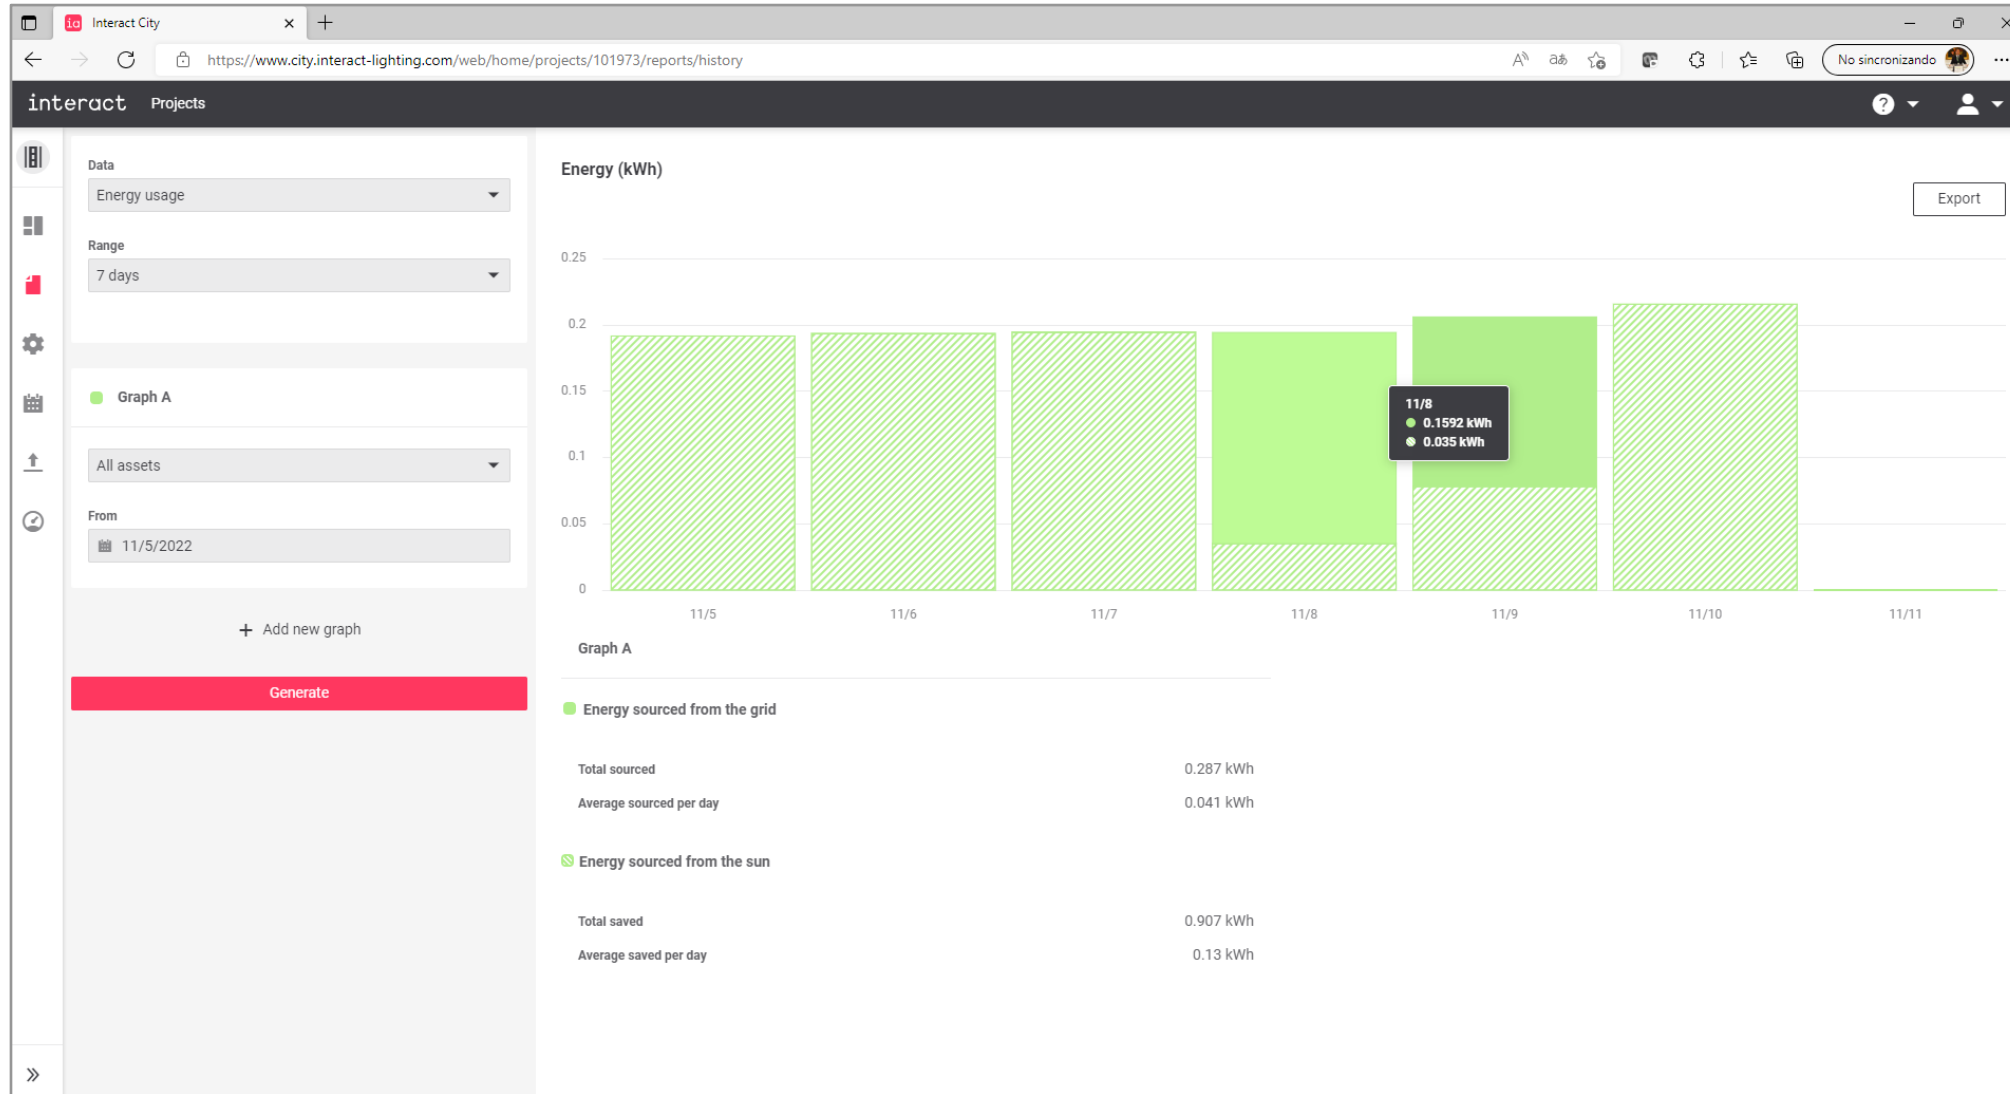 ia Interact City
https://www.city.interact-lighting.com/web/home/projects/101973/reports/history
No sincronizando
interact Projects
Data
Energy usage
Range
7 days
Graph A
All assets
From
11/5/2022
+ Add new graph
Generate
Energy (kWh)
Export
0.25
0.2
0.15
0.1
0.05
0
11/8
0.1592 kWh
0.035 kWh
11/5 11/6 11/7 11/8 11/9 11/10 11/11
Graph A
Energy sourced from the grid
Total sourced 0.287 kWh
Average sourced per day 0.041 kWh
Energy sourced from the sun
Total saved 0.907 kWh
Average saved per day 0.13 kWh